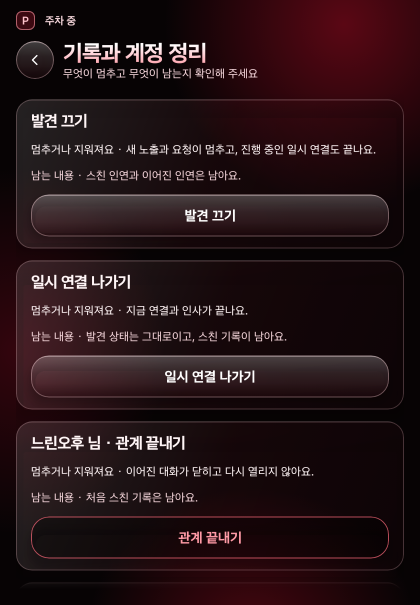 P 주차 중
기록과 계정 정리
무엇이 멈추고 무엇이 남는지 확인해 주세요
발견 끄기
멈추거나 지워져요 · 새 노출과 요청이 멈추고, 진행 중인 일시 연결도 끝나요.
남는 내용 · 스친 인연과 이어진 인연은 남아요.
발견 끄기
일시 연결 나가기
멈추거나 지워져요 · 지금 연결과 인사가 끝나요.
남는 내용 · 발견 상태는 그대로이고, 스친 기록이 남아요.
일시 연결 나가기
느린오후 님 · 관계 끝내기
멈추거나 지워져요 · 이어진 대화가 닫히고 다시 열리지 않아요.
남는 내용 · 처음 스친 기록은 남아요.
관계 끝내기